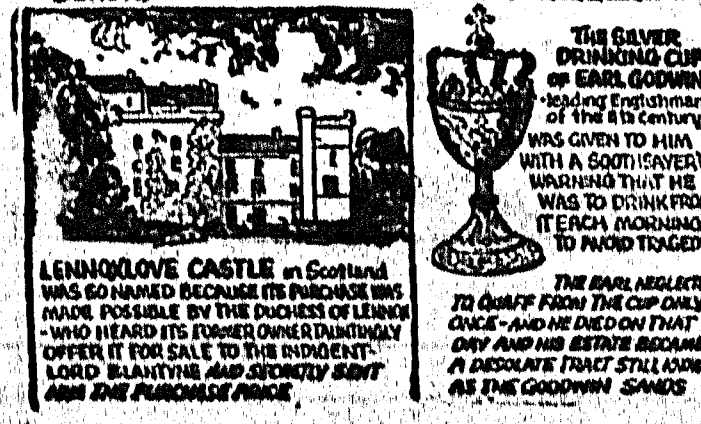 LENNOXLOVE CASTLE in Scotland
WAS SO NAMED BECAUSE ITS PURCHASE WAS
MADE POSSIBLE BY THE DUCHESS OF LENNOX
- WHO HEARD ITS FORMER OWNER TAUNTINGLY
OFFER IT FOR SALE TO THE INDIGENT
LORD BLANTYRE AND SECRETLY SENT
HIM THE PURCHASE PRICE
THE SILVER
DRINKING CUP
OF EARL GODWIN
-leading Englishman
of the 11th century
WAS GIVEN TO HIM
WITH A SOOTHSAYER'
WARNING THAT HE
WAS TO DRINK FRO
IT EACH MORNING
TO AVOID TRAGED
THE EARL NEGLECT
TO QUAFF FROM THE CUP ONLY
ONCE - AND HE DIED ON THAT
DAY AND HIS ESTATE BECAME
A DESOLATE TRACT STILL KNOW
AS THE GOODWIN SANDS